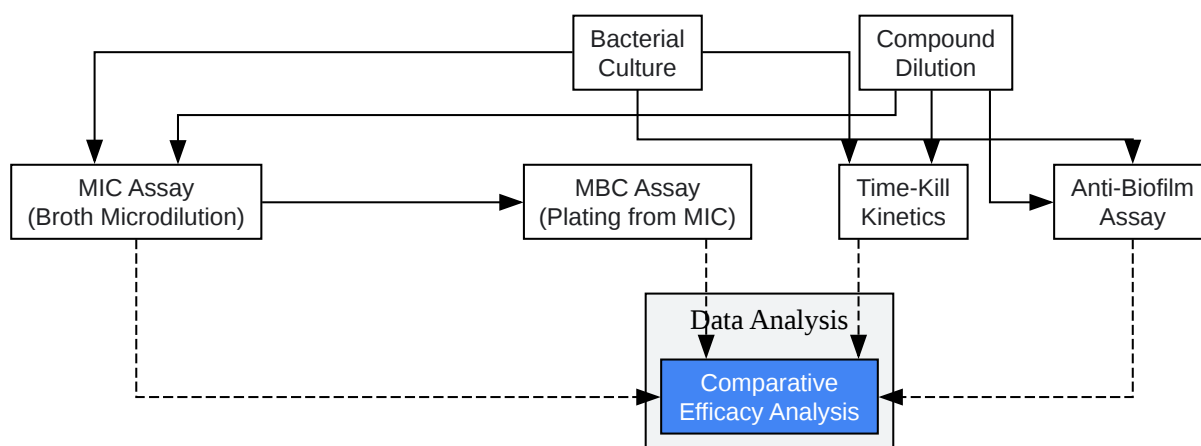 Bacterial
Culture
Compound
Dilution
MIC Assay
(Broth Microdilution)
MBC Assay
(Plating from MIC)
Time-Kill
Kinetics
Anti-Biofilm
Assay
Data Analysis
Comparative
Efficacy Analysis